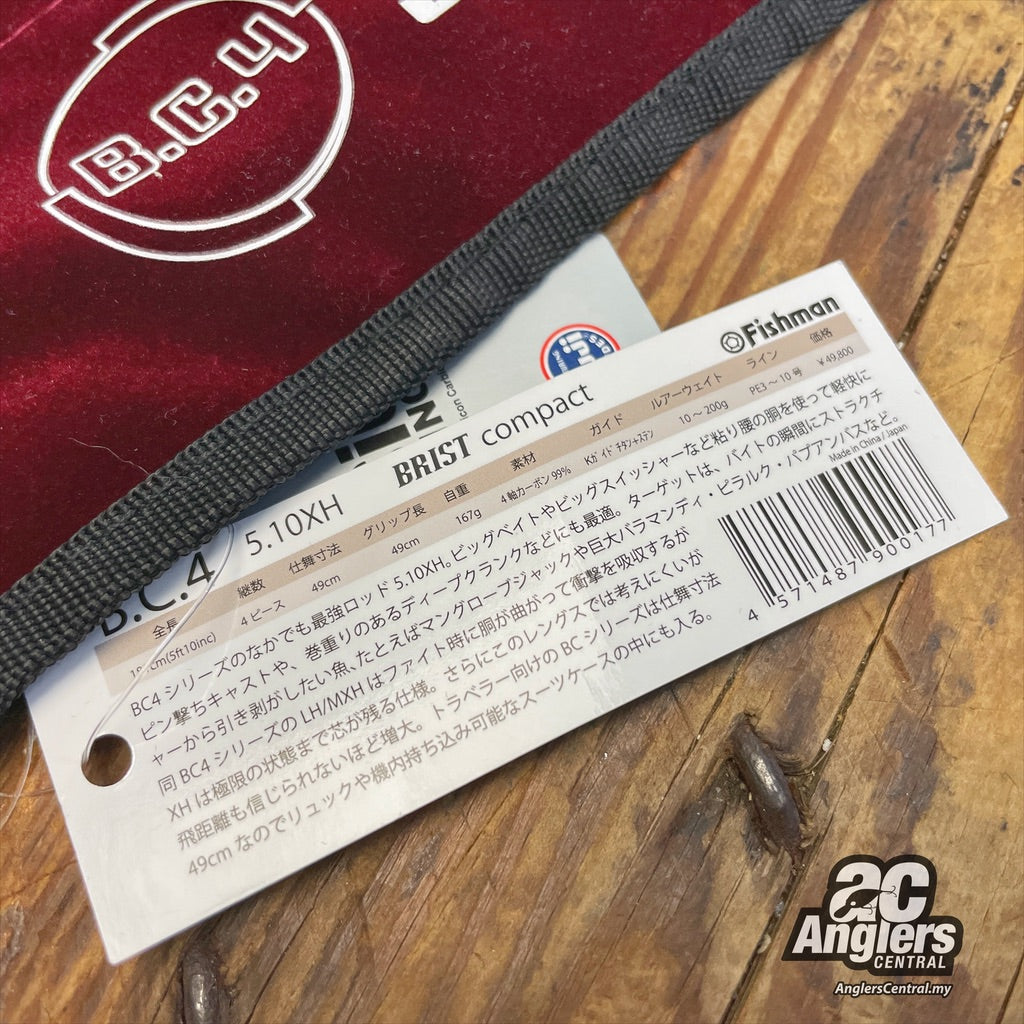 B.C.4
Fishman
BRIST compact
B.C.4 5.10XH
全長 継数 仕舞寸法 グリップ長 自重 素材 ガイド ルアーウェイト ライン 価格
(5ft10inc) 4ピース 49cm 49cm 167g 4軸カーボン99% Kガイド チタン+ステン 10〜200g PE3〜10号 ¥49,800
BC4シリーズのなかでも最強ロッド5.10XH。ビッグベイトやビッグスイッシャーなど粘り腰の胴を使って軽快に
ピン撃ちキャストや、巻重りのあるディープクランクなどにも最適。ターゲットは、バイトの瞬間にストラクチ
ャーから引き剥がしたい魚、たとえばマングローブジャックや巨大バラマンディ・ピラルク・パプアンバスなど。
同BC4シリーズのLH/MXHはファイト時に胴が曲がって衝撃を吸収するが
XHは極限の状態まで芯が残る仕様。さらにこのレングスでは考えにくいが
飛距離も信じられないほど増大。トラベラー向けのBCシリーズは仕舞寸法
49cmなのでリュックや機内持ち込み可能なスーツケースの中にも入る。
Made in China / Japan
4 571487 900177
ac
Anglers
CENTRAL
AnglersCentral.my